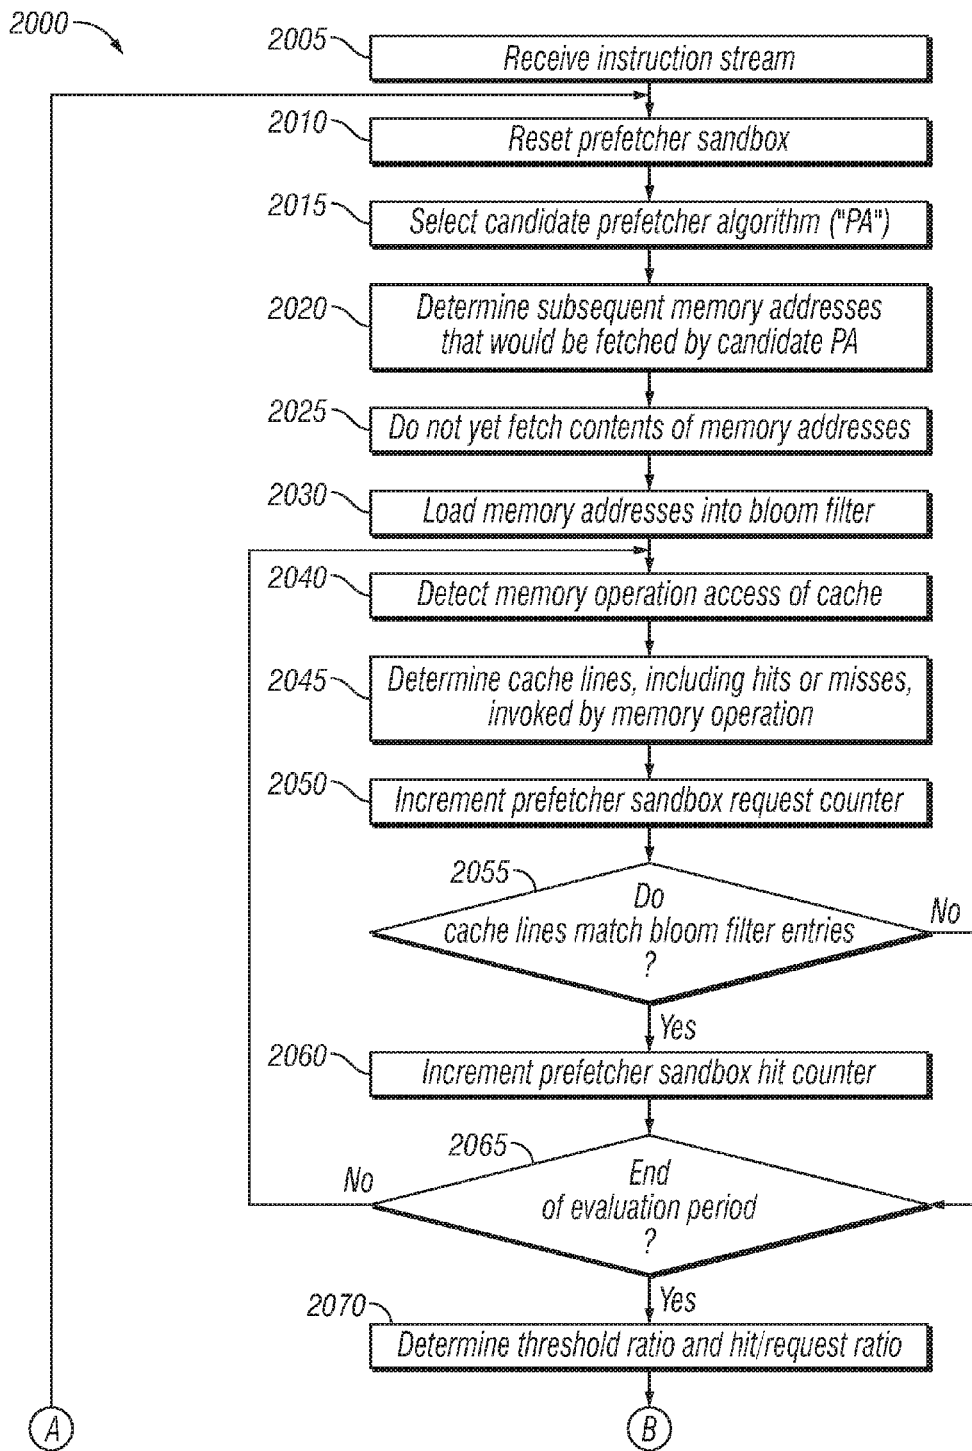 2000
2005
Receive instruction stream
2010
Reset prefetcher sandbox
2015
Select candidate prefetcher algorithm ("PA")
2020
Determine subsequent memory addresses
that would be fetched by candidate PA
2025
Do not yet fetch contents of memory addresses
2030
Load memory addresses into bloom filter
2040
Detect memory operation access of cache
2045
Determine cache lines, including hits or misses,
invoked by memory operation
2050
Increment prefetcher sandbox request counter
2055
Do
cache lines match bloom filter entries
?
No
Yes
2060
Increment prefetcher sandbox hit counter
2065
No
End
of evaluation period
?
Yes
2070
Determine threshold ratio and hit/request ratio
A
B